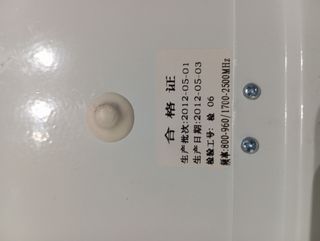 合格证
生产批次:2012-05-01
生产日期:2012-05-03
检验工号: 检 06
频率:800-960/1700-2500MHz